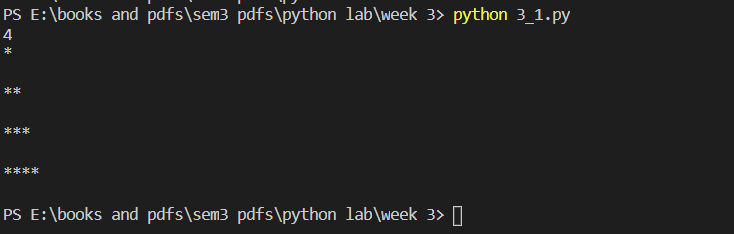 PS E:\books and pdfs\sem3 pdfs\python lab\week 3> python 3_1.py
4
*
**
***
****
PS E:\books and pdfs\sem3 pdfs\python lab\week 3>